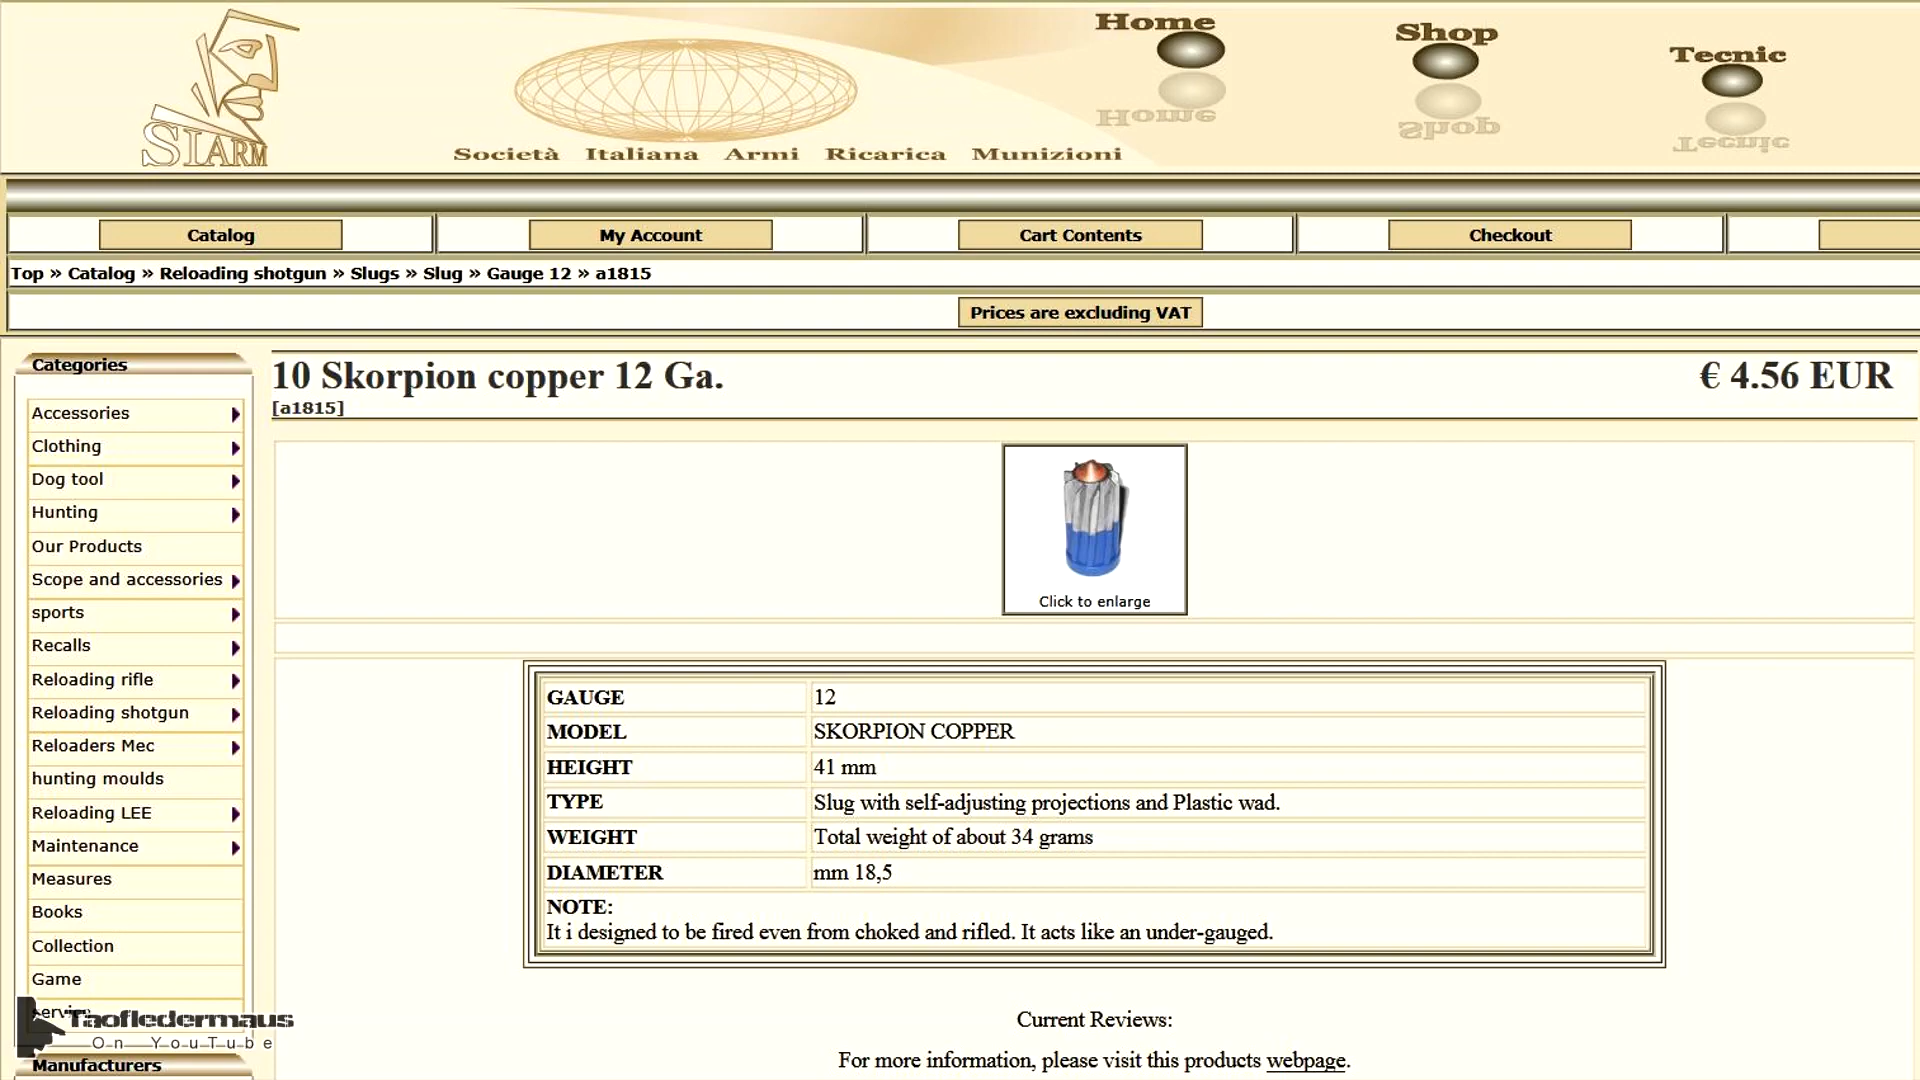 SIARM
Società Italiana Armi Ricarica Munizioni
Home
Home
Shop
Shop
Tecnic
Tecnic
Catalog
My Account
Cart Contents
Checkout
Top » Catalog » Reloading shotgun » Slugs » Slug » Gauge 12 » a1815
Prices are excluding VAT
Categories
Accessories
Clothing
Dog tool
Hunting
Our Products
Scope and accessories
sports
Recalls
Reloading rifle
Reloading shotgun
Reloaders Mec
hunting moulds
Reloading LEE
Maintenance
Measures
Books
Collection
Game
service
Taofledermaus
On YouTube
Manufacturers
10 Skorpion copper 12 Ga.
€ 4.56 EUR
[a1815]
Click to enlarge
GAUGE 12
MODEL SKORPION COPPER
HEIGHT 41 mm
TYPE Slug with self-adjusting projections and Plastic wad.
WEIGHT Total weight of about 34 grams
DIAMETER mm 18,5
NOTE:
It i designed to be fired even from choked and rifled. It acts like an under-gauged.
Current Reviews:
For more information, please visit this products webpage.